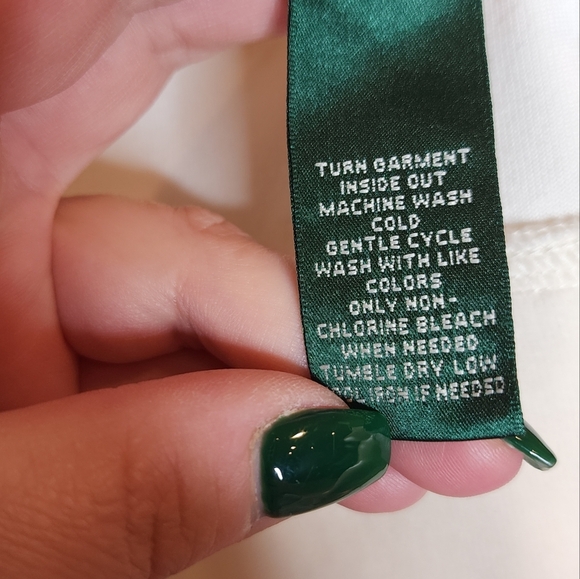 TURN GARMENT
INSIDE OUT
MACHINE WASH
COLD
GENTLE CYCLE
WASH WITH LIKE
COLORS
ONLY NON-
CHLORINE BLEACH
WHEN NEEDED
TUMBLE DRY LOW
IRON IF NEEDED